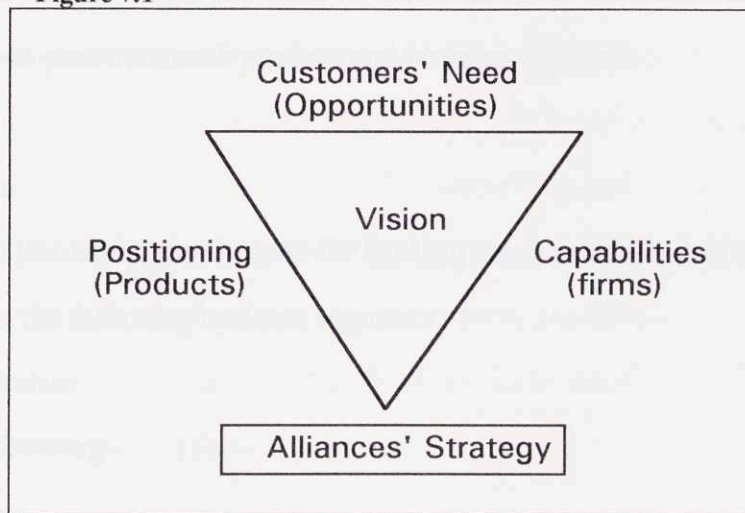 Customers' Need
(Opportunities)
Vision
Positioning
(Products)
Capabilities
(firms)
Alliances' Strategy